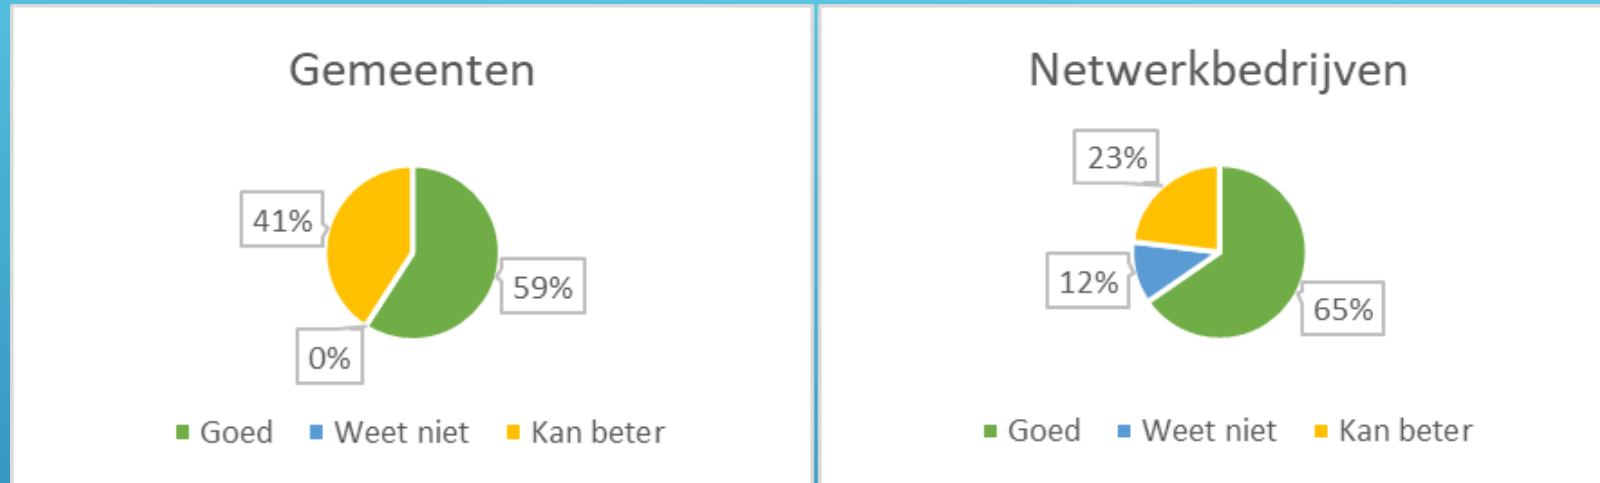 Gemeenten
41%
59%
0%
Goed Weet niet Kan beter
Netwerkbedrijven
23%
12%
65%
Goed Weet niet Kan beter